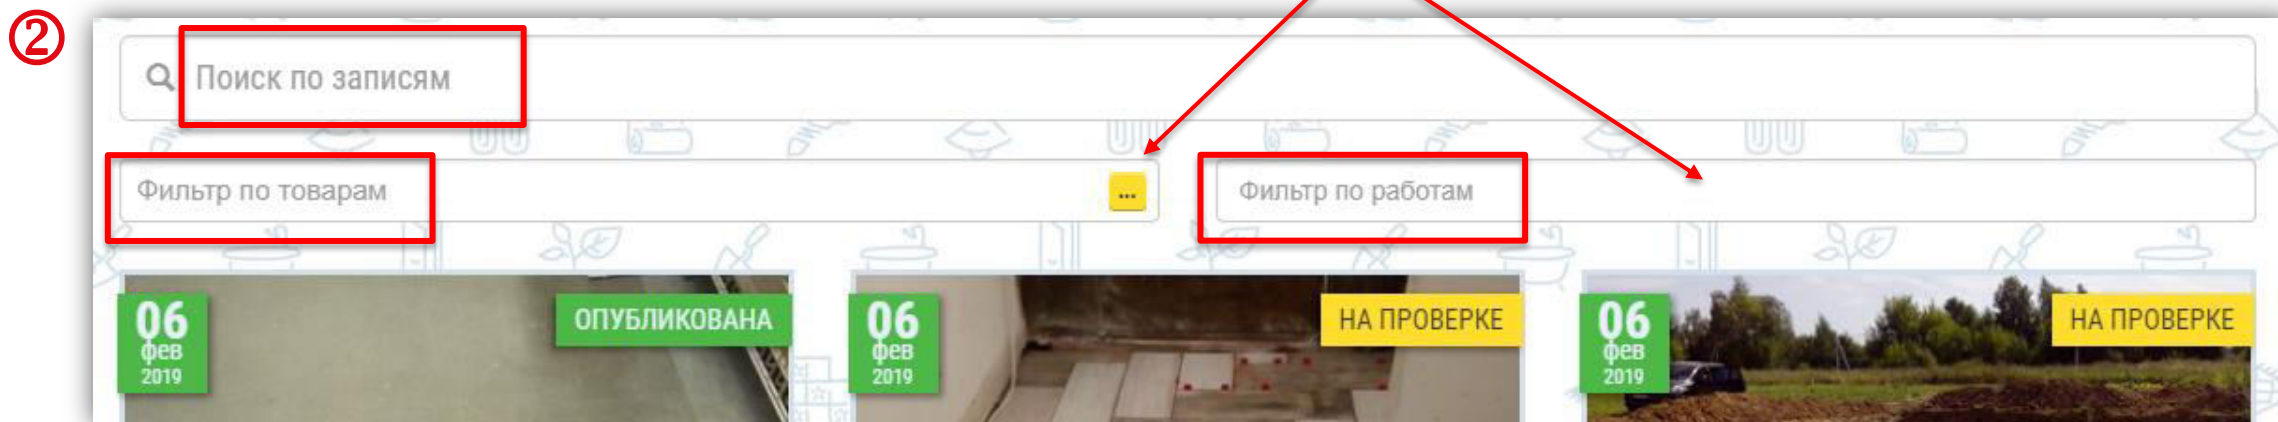 ②
Поиск по записям
Фильтр по товарам
...
Фильтр по работам
06
фев
2019
ОПУБЛИКОВАНА
06
фев
2019
НА ПРОВЕРКЕ
06
фев
2019
НА ПРОВЕРКЕ